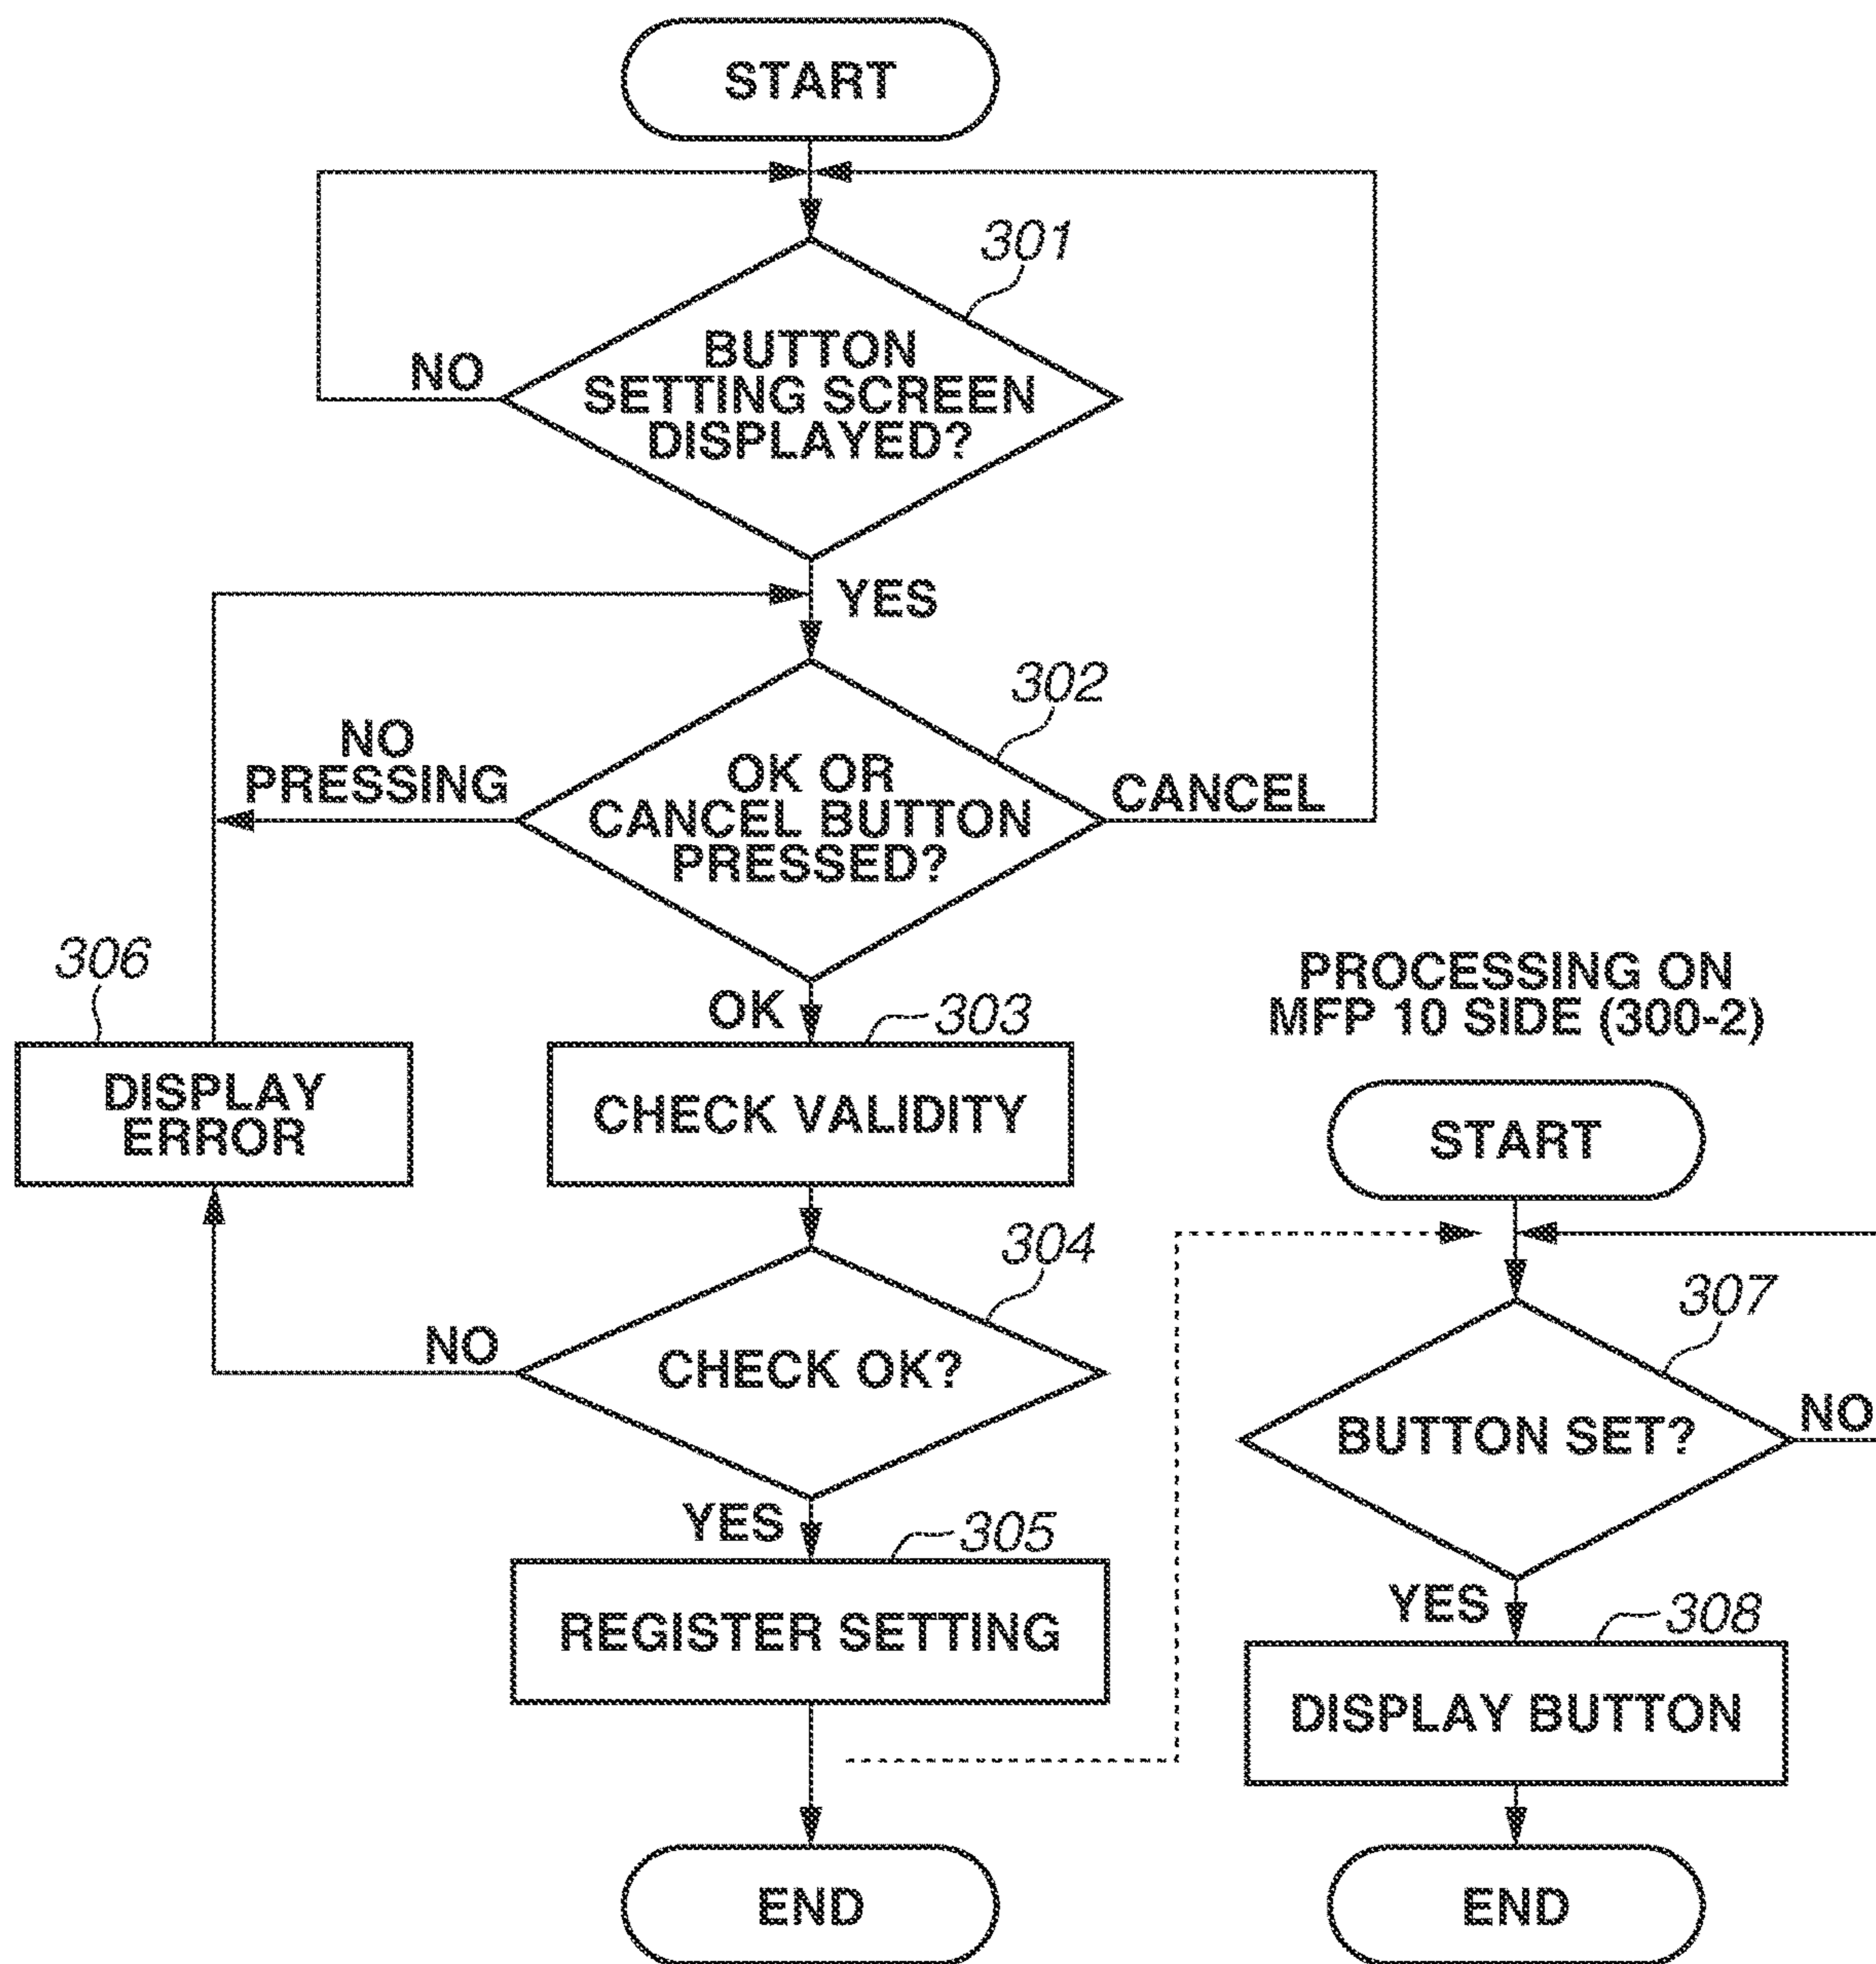 START
301
BUTTON
SETTING SCREEN
DISPLAYED?
NO
YES
302
NO
PRESSING
OK OR
CANCEL BUTTON
PRESSED?
CANCEL
OK
303
306
DISPLAY
ERROR
CHECK VALIDITY
304
NO
CHECK OK?
YES
305
REGISTER SETTING
END
PROCESSING ON
MFP 10 SIDE (300-2)
START
307
BUTTON SET?
NO
YES
308
DISPLAY BUTTON
END